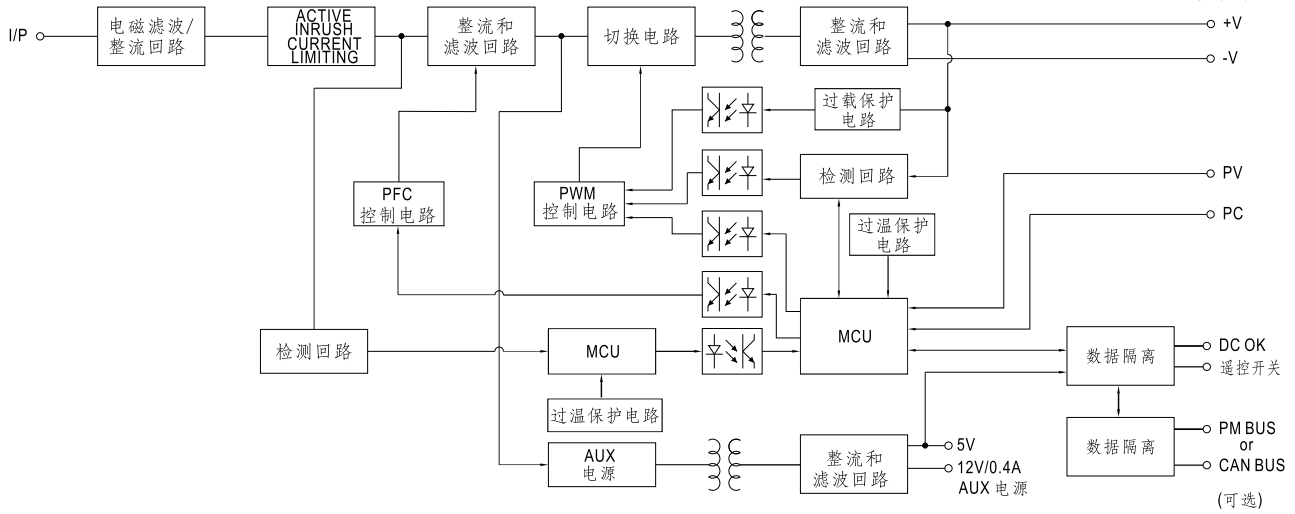 I/P
电磁滤波/
整流回路
ACTIVE
INRUSH
CURRENT
LIMITING
整流和
滤波回路
切换电路
整流和
滤波回路
+V
-V
过载保护
电路
PFC
控制电路
PWM
控制电路
检测回路
PV
过温保护
电路
PC
检测回路
MCU
MCU
数据隔离
DC OK
遥控开关
过温保护电路
数据隔离
PM BUS
or
CAN BUS
(可选)
AUX
电源
整流和
滤波回路
5V
12V/0.4A
AUX 电源